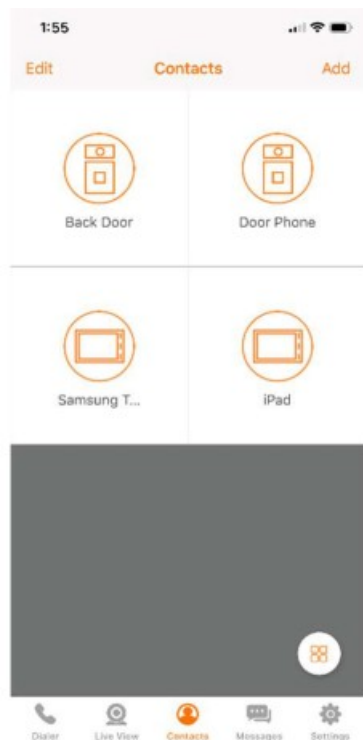 1:55
Edit Contacts Add
Back Door Door Phone
Samsung T... iPad
Dialer Live View Contacts Messages Settings